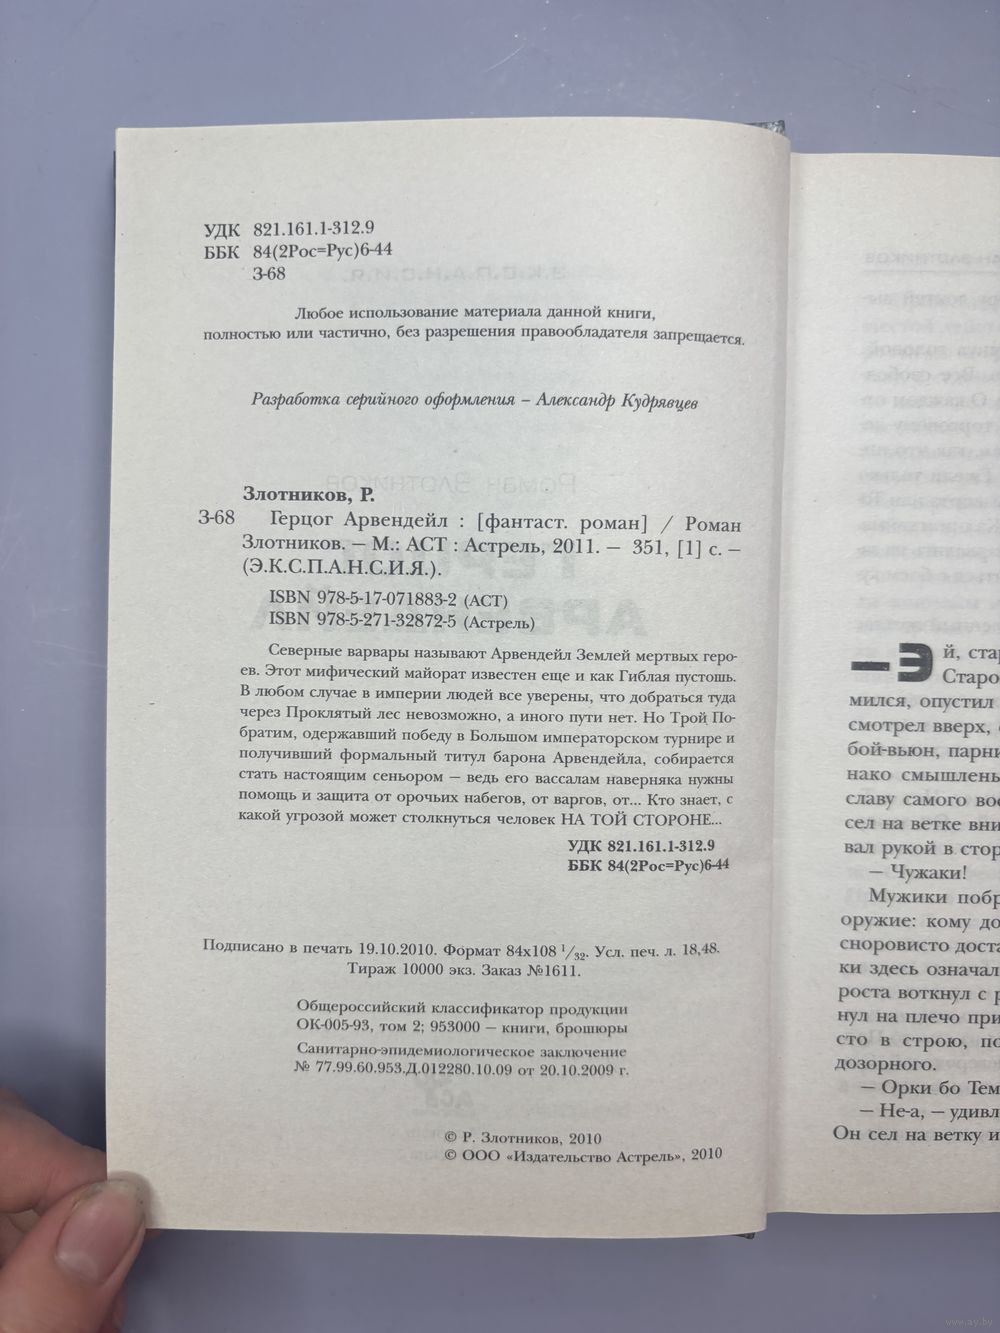 УДК 821.161.1-312.9
ББК 84(2Рос=Рус)6-44
З-68
Любое использование материала данной книги,
полностью или частично, без разрешения правообладателя запрещается.
Разработка серийного оформления – Александр Кудрявцев
Злотников, Р.
З-68 Герцог Арвендейл : [фантаст. роман] / Роман
Злотников. — М.: АСТ : Астрель, 2011. — 351, [1] с. —
(Э.К.С.П.А.Н.С.И.Я.).
ISBN 978-5-17-071883-2 (АСТ)
ISBN 978-5-271-32872-5 (Астрель)
Северные варвары называют Арвендейл Землей мертвых геро-
ев. Этот мифический майорат известен еще и как Гиблая пустошь.
В любом случае в империи людей все уверены, что добраться туда
через Проклятый лес невозможно, а иного пути нет. Но Трой По-
братим, одержавший победу в Большом императорском турнире и
получивший формальный титул барона Арвендейла, собирается
стать настоящим сеньором — ведь его вассалам наверняка нужны
помощь и защита от орочьих набегов, от варгов, от... Кто знает, с
какой угрозой может столкнуться человек НА ТОЙ СТОРОНЕ...
УДК 821.161.1-312.9
ББК 84(2Рос=Рус)6-44
Подписано в печать 19.10.2010. Формат 84x108 1/32. Усл. печ. л. 18,48.
Тираж 10000 экз. Заказ №1611.
Общероссийский классификатор продукции
ОК-005-93, том 2; 953000 — книги, брошюры
Санитарно-эпидемиологическое заключение
№ 77.99.60.953.Д.012280.10.09 от 20.10.2009 г.
© Р. Злотников, 2010
© ООО «Издательство Астрель», 2010
— Эй, стар
Старо
мился, опустил
смотрел вверх,
бой-вьюн, парни
нако смышлены
славу самого вое
сел на ветке вни
вал рукой в стор
— Чужаки!
Мужики побр
оружие: кому до
сноровисто доста
ки здесь означал
роста воткнул с р
нул на плечо при
сто в строю, по
дозорного.
— Орки бо Тем
— Не-а, — удивл
Он сел на ветку и
www.ay.by